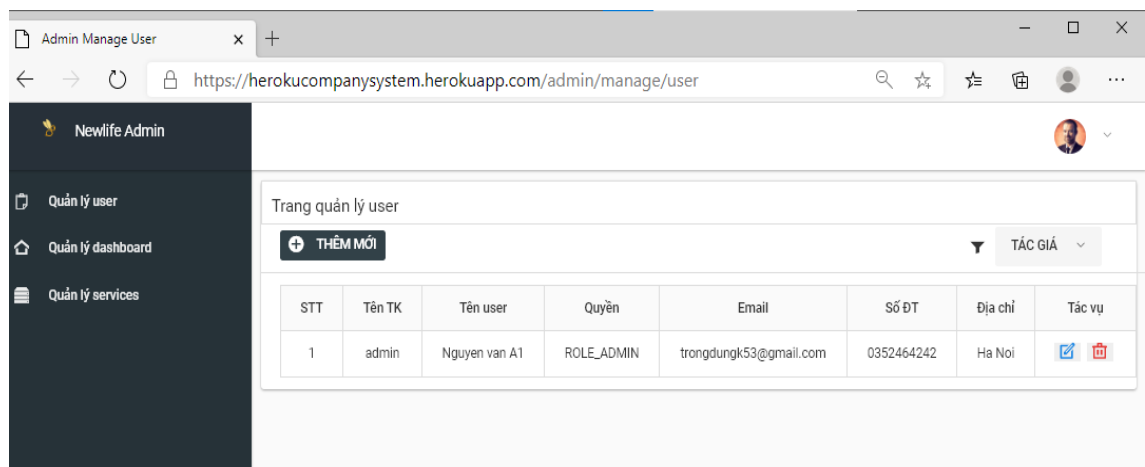 Admin Manage User
https://herokucompanysystem.herokuapp.com/admin/manage/user
Newlife Admin
Quản lý user
Quản lý dashboard
Quản lý services
Trang quản lý user
THÊM MỚI
TÁC GIẢ
STT Tên TK Tên user Quyền Email Số ĐT Địa chỉ Tác vụ
1 admin Nguyen van A1 ROLE_ADMIN trongdungk53@gmail.com 0352464242 Ha Noi